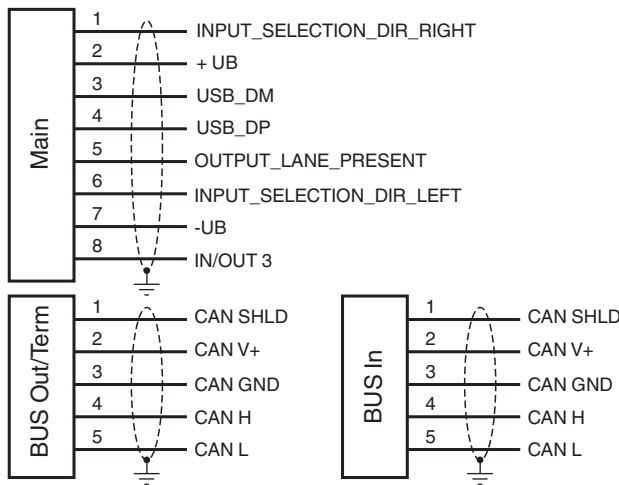 Main
1 INPUT_SELECTION_DIR_RIGHT
2 + UB
3 USB_DM
4 USB_DP
5 OUTPUT_LANE_PRESENT
6 INPUT_SELECTION_DIR_LEFT
7 -UB
8 IN/OUT 3
BUS Out/Term
1 CAN SHLD
2 CAN V+
3 CAN GND
4 CAN H
5 CAN L
BUS In
1 CAN SHLD
2 CAN V+
3 CAN GND
4 CAN H
5 CAN L